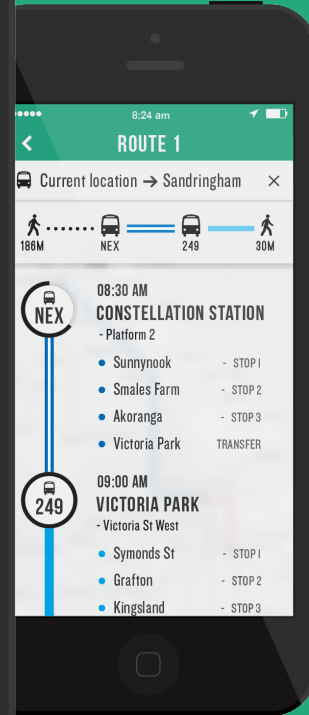 8:24 am
ROUTE 1
Current location → Sandringham ×
186M NEX 249 30M
NEX
08:30 AM
CONSTELLATION STATION
- Platform 2
• Sunnynook - STOP 1
• Smales Farm - STOP 2
• Akoranga - STOP 3
• Victoria Park TRANSFER
249
09:00 AM
VICTORIA PARK
- Victoria St West
• Symonds St - STOP 1
• Grafton - STOP 2
• Kingsland - STOP 3